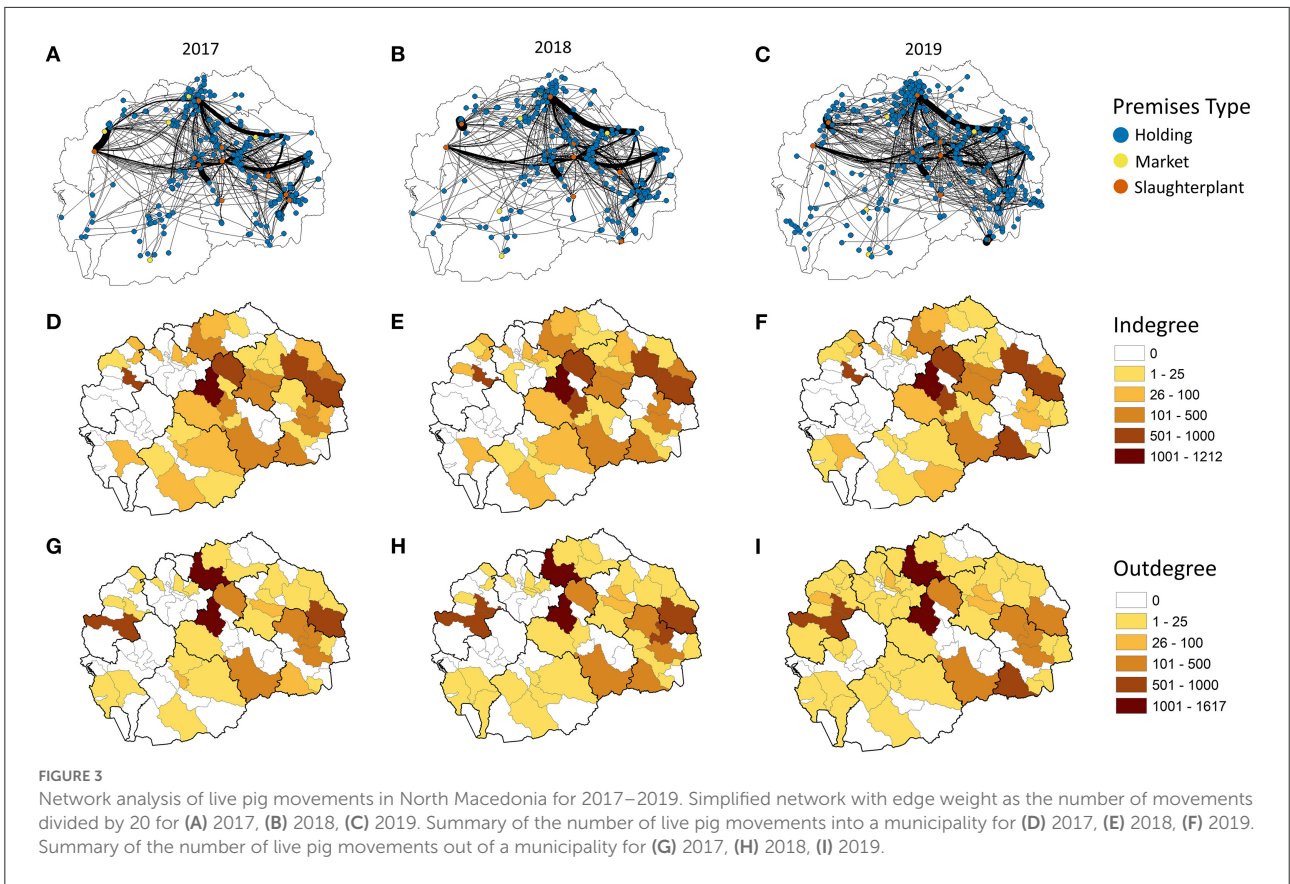 A
2017
B
2018
C
2019
Premises Type
Holding
Market
Slaughterplant
D
E
F
Indegree
0
1 - 25
26 - 100
101 - 500
501 - 1000
1001 - 1212
G
H
I
Outdegree
0
1 - 25
26 - 100
101 - 500
501 - 1000
1001 - 1617
FIGURE 3
Network analysis of live pig movements in North Macedonia for 2017–2019. Simplified network with edge weight as the number of movements
divided by 20 for (A) 2017, (B) 2018, (C) 2019. Summary of the number of live pig movements into a municipality for (D) 2017, (E) 2018, (F) 2019.
Summary of the number of live pig movements out of a municipality for (G) 2017, (H) 2018, (I) 2019.